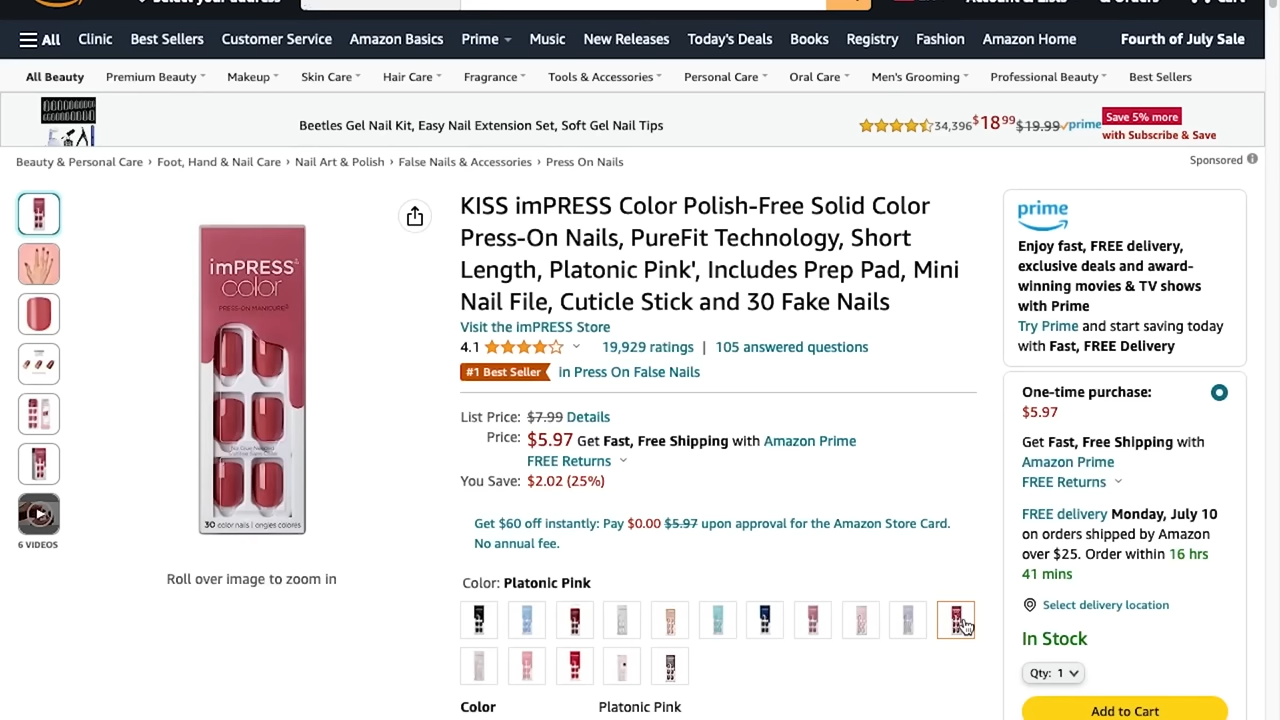 Select your address
Account & Lists
& Orders
Cart
All
Clinic
Best Sellers
Customer Service
Amazon Basics
Prime
Music
New Releases
Today's Deals
Books
Registry
Fashion
Amazon Home
Fourth of July Sale
All Beauty
Premium Beauty
Makeup
Skin Care
Hair Care
Fragrance
Tools & Accessories
Personal Care
Oral Care
Men's Grooming
Professional Beauty
Best Sellers
Beetles Gel Nail Kit, Easy Nail Extension Set, Soft Gel Nail Tips
34,396 $18.99 $19.99 prime
Save 5% more
with Subscribe & Save
Beauty & Personal Care › Foot, Hand & Nail Care › Nail Art & Polish › False Nails & Accessories › Press On Nails
Sponsored
6 VIDEOS
imPRESS
color
PRESS-ON MANICURE
30 color nails | ongles colores
Roll over image to zoom in
KISS imPRESS Color Polish-Free Solid Color
Press-On Nails, PureFit Technology, Short
Length, Platonic Pink', Includes Prep Pad, Mini
Nail File, Cuticle Stick and 30 Fake Nails
Visit the imPRESS Store
4.1 19,929 ratings | 105 answered questions
#1 Best Seller in Press On False Nails
List Price: $7.99 Details
Price: $5.97 Get Fast, Free Shipping with Amazon Prime
FREE Returns
You Save: $2.02 (25%)
Get $60 off instantly: Pay $0.00 $5.97 upon approval for the Amazon Store Card.
No annual fee.
Color: Platonic Pink
Color Platonic Pink
prime
Enjoy fast, FREE delivery,
exclusive deals and award-
winning movies & TV shows
with Prime
Try Prime and start saving today
with Fast, FREE Delivery
One-time purchase:
$5.97
Get Fast, Free Shipping with
Amazon Prime
FREE Returns
FREE delivery Monday, July 10
on orders shipped by Amazon
over $25. Order within 16 hrs
41 mins
Select delivery location
In Stock
Qty: 1
Add to Cart